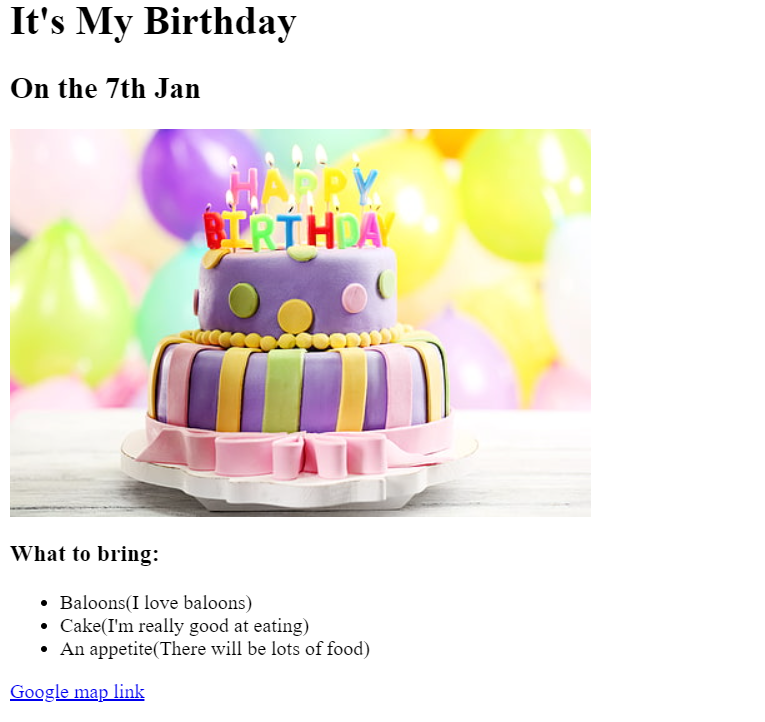 It's My Birthday
On the 7th Jan
HAPPY
BIRTHDAY
What to bring:
Baloons(I love baloons)
Cake(I'm really good at eating)
An appetite(There will be lots of food)
Google map link